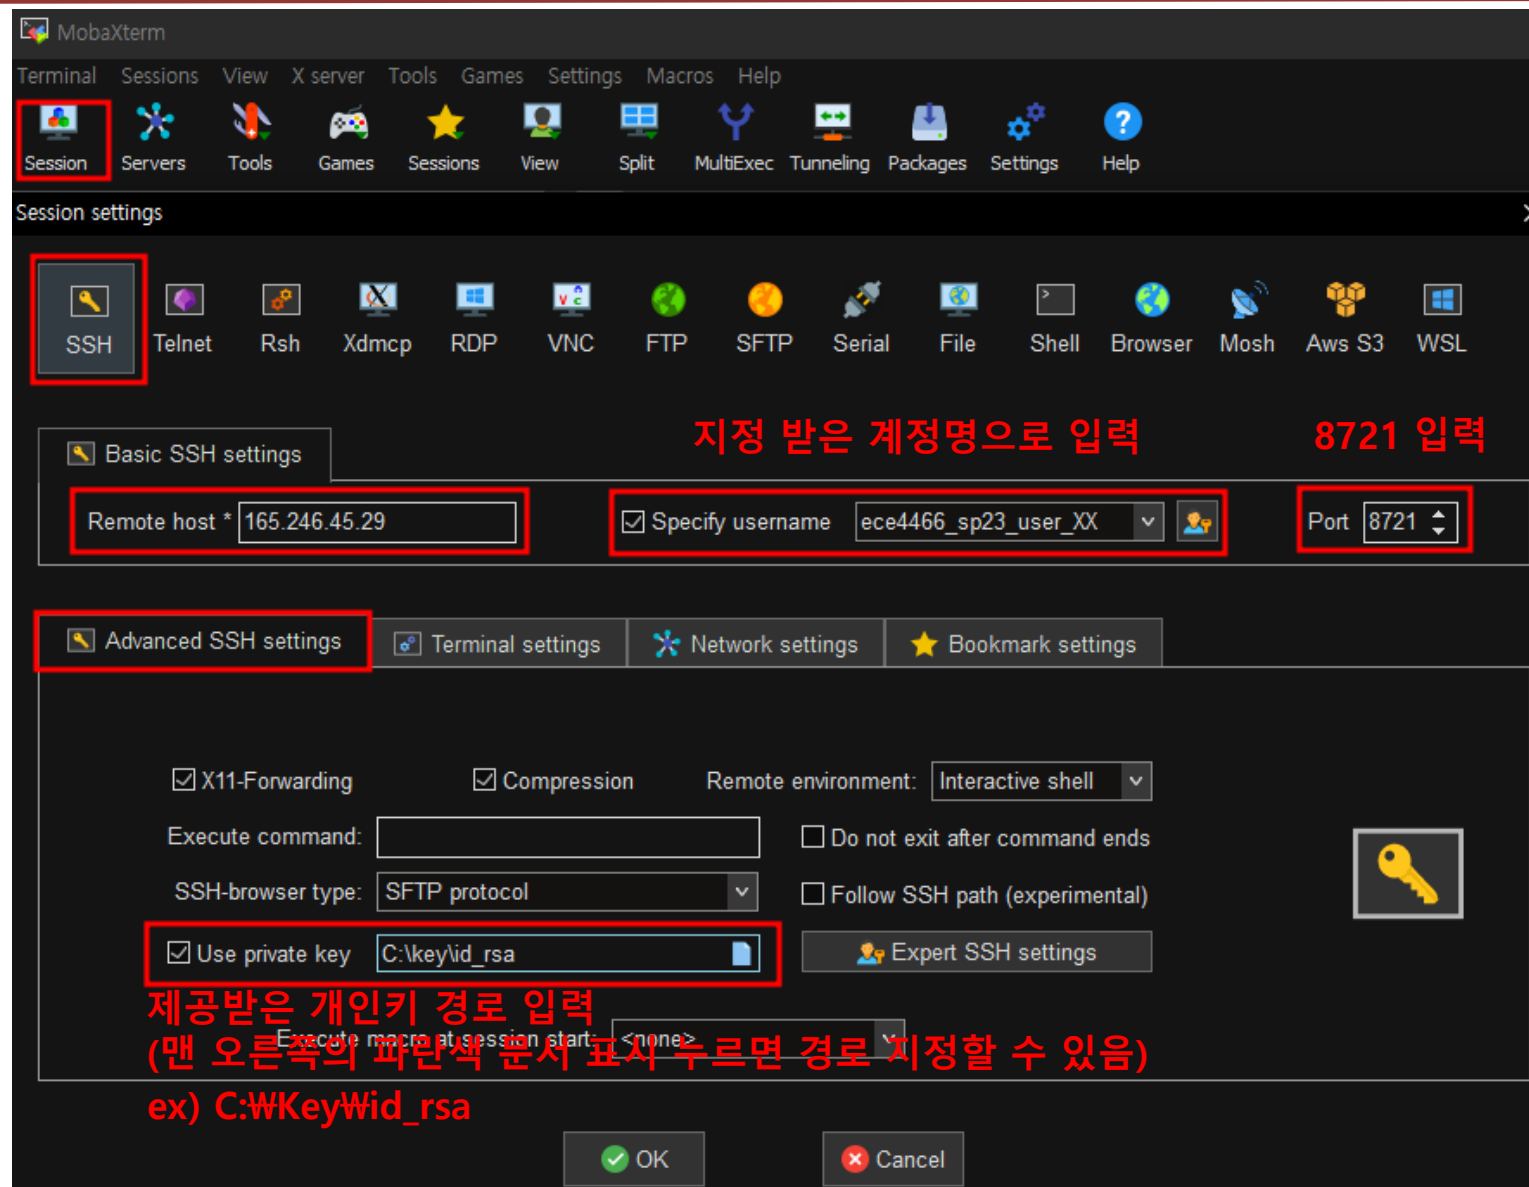 MobaXterm
Terminal Sessions View X server Tools Games Settings Macros Help
Session Servers Tools Games Sessions View Split MultiExec Tunneling Packages Settings Help
Session settings
SSH Telnet Rsh Xdmcp RDP VNC FTP SFTP Serial File Shell Browser Mosh Aws S3 WSL
지정 받은 계정명으로 입력 8721 입력
Basic SSH settings
Remote host * 165.246.45.29 Specify username ece4466_sp23_user_XX Port 8721
Advanced SSH settings Terminal settings Network settings Bookmark settings
X11-Forwarding Compression Remote environment: Interactive shell
Execute command: Do not exit after command ends
SSH-browser type: SFTP protocol Follow SSH path (experimental)
Use private key C:\key\id_rsa Expert SSH settings
제공받은 개인키 경로 입력
Execute macro at session start: <none>
(맨 오른쪽의 파란색 문서 표시 누르면 경로 지정할 수 있음)
ex) C:₩Key₩id_rsa
OK Cancel